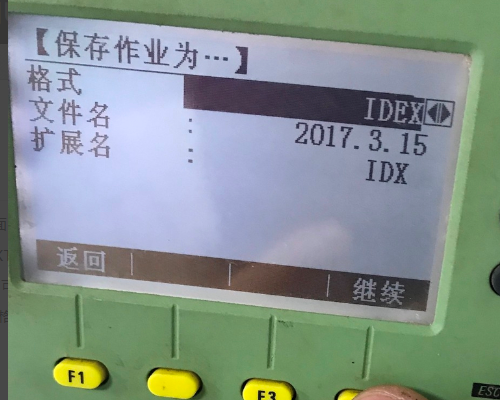 【保存作业为…】
格式 IDEX
文件名 : 2017.3.15
扩展名 : IDX
返回 继续
F1 F3
ESC